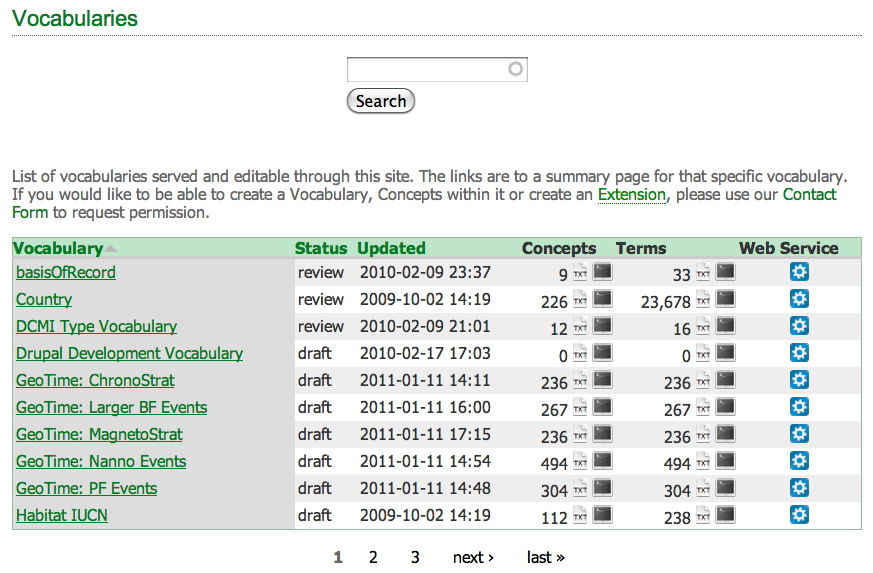 Vocabularies
Search
List of vocabularies served and editable through this site. The links are to a summary page for that specific vocabulary.
If you would like to be able to create a Vocabulary, Concepts within it or create an Extension, please use our Contact
Form to request permission.
Vocabulary Status Updated Concepts Terms Web Service
basisOfRecord review 2010-02-09 23:37 9 TXT 33 TXT
Country review 2009-10-02 14:19 226 TXT 23,678 TXT
DCMI Type Vocabulary review 2010-02-09 21:01 12 TXT 16 TXT
Drupal Development Vocabulary draft 2010-02-17 17:03 0 TXT 0 TXT
GeoTime: ChronoStrat draft 2011-01-11 14:11 236 TXT 236 TXT
GeoTime: Larger BF Events draft 2011-01-11 16:00 267 TXT 267 TXT
GeoTime: MagnetoStrat draft 2011-01-11 17:15 236 TXT 236 TXT
GeoTime: Nanno Events draft 2011-01-11 14:54 494 TXT 494 TXT
GeoTime: PF Events draft 2011-01-11 14:48 304 TXT 304 TXT
Habitat IUCN draft 2009-10-02 14:19 112 TXT 238 TXT
1 2 3 next › last »